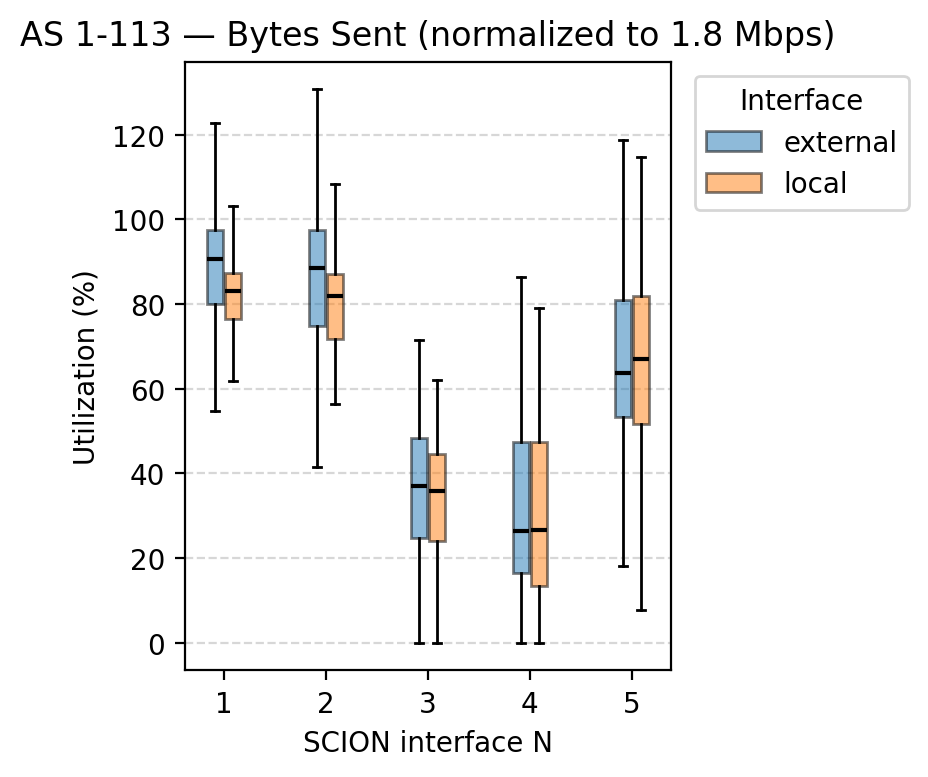 AS 1-113 — Bytes Sent (normalized to 1.8 Mbps)
Interface
external
local
Utilization (%)
120
100
80
60
40
20
0
1 2 3 4 5
SCION interface N